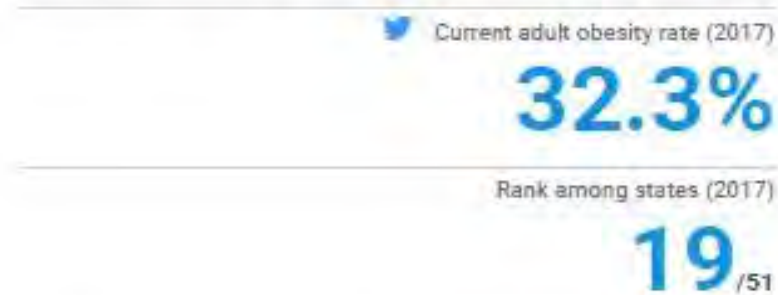 Current adult obesity rate (2017)
32.3%
Rank among states (2017)
19/51